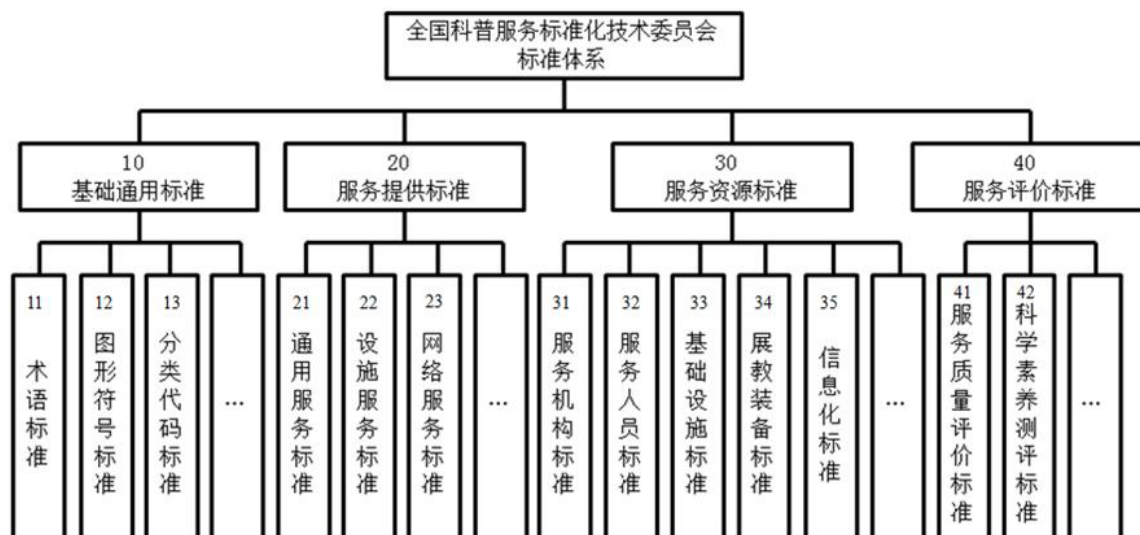 全国科普服务标准化技术委员会
标准体系
10
基础通用标准
20
服务提供标准
30
服务资源标准
40
服务评价标准
11
术语标准
12
图形符号标准
13
分类代码标准
...
21
通用服务标准
22
设施服务标准
23
网络服务标准
...
31
服务机构标准
32
服务人员标准
33
基础设施标准
34
展教装备标准
35
信息化标准
...
41
服务质量评价标准
42
科学素养测评标准
...